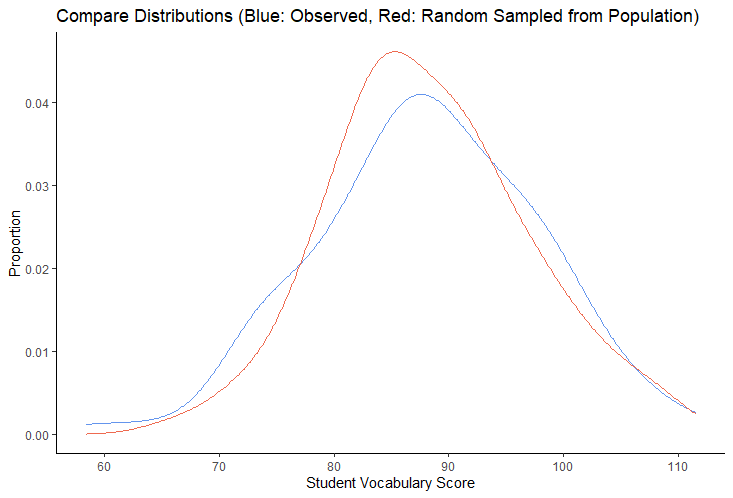 Compare Distributions (Blue: Observed, Red: Random Sampled from Population)
0.04
0.03
0.02
0.01
0.00
Proportion
60 70 80 90 100 110
Student Vocabulary Score